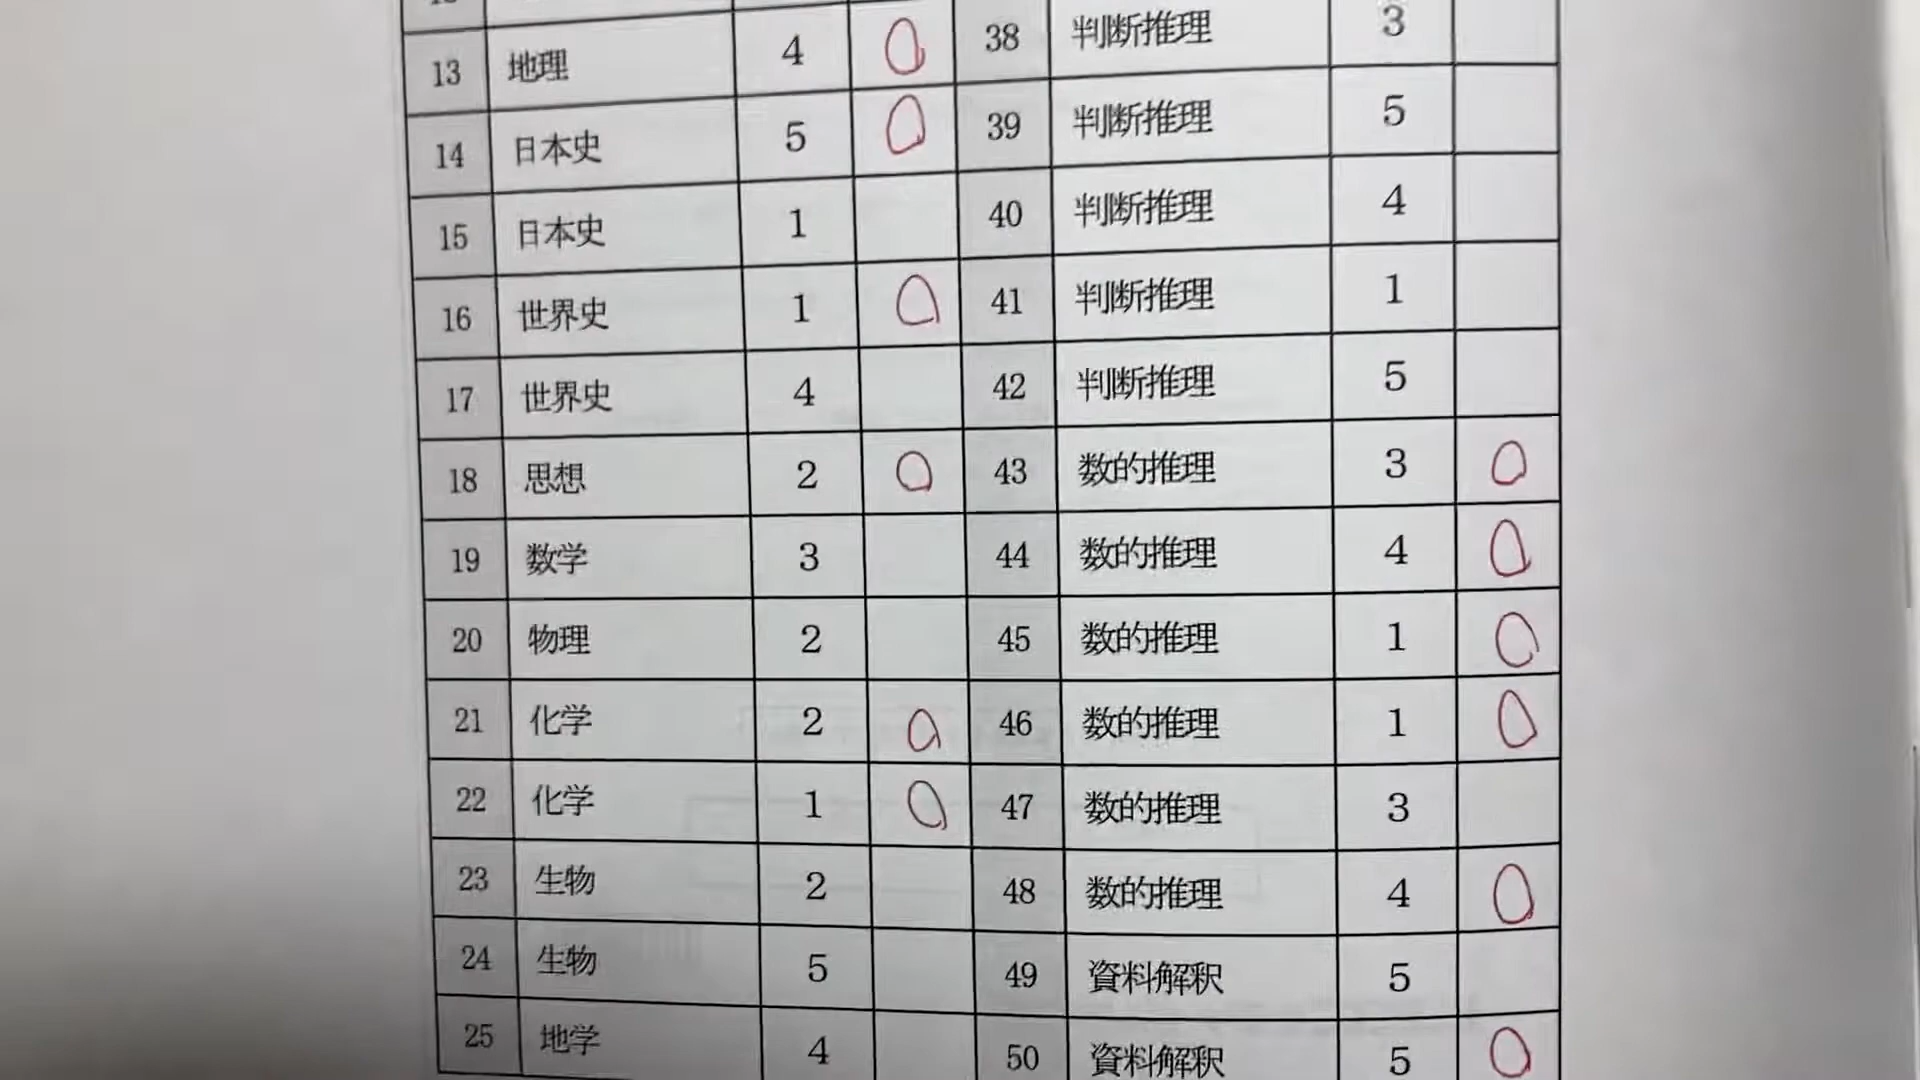 13 地理 4 38 判断推理 3
14 日本史 5 39 判断推理 5
15 日本史 1 40 判断推理 4
16 世界史 1 41 判断推理 1
17 世界史 4 42 判断推理 5
18 思想 2 43 数的推理 3
19 数学 3 44 数的推理 4
20 物理 2 45 数的推理 1
21 化学 2 46 数的推理 1
22 化学 1 47 数的推理 3
23 生物 2 48 数的推理 4
24 生物 5 49 資料解釈 5
25 地学 4 50 資料解釈 5